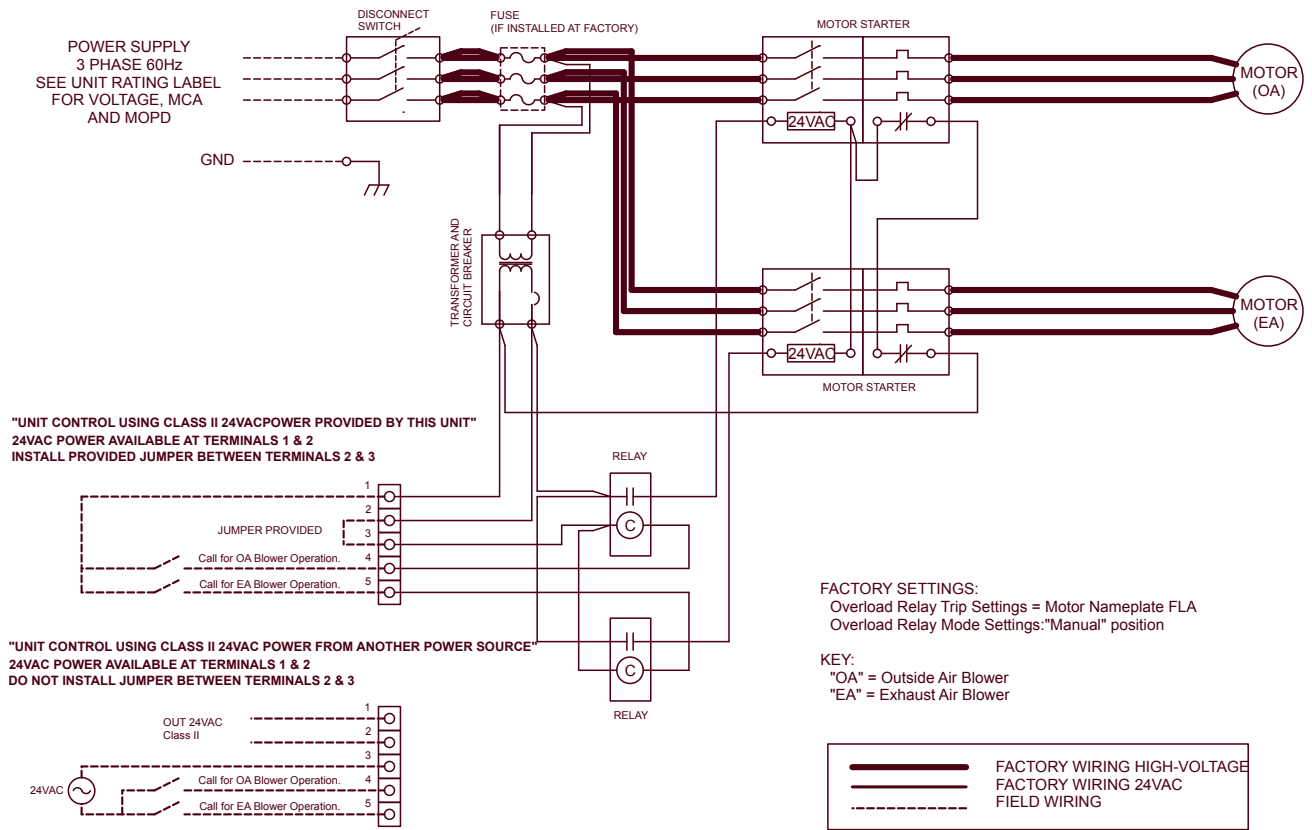 DISCONNECT
SWITCH
FUSE
(IF INSTALLED AT FACTORY)
MOTOR STARTER
POWER SUPPLY
3 PHASE 60Hz
SEE UNIT RATING LABEL
FOR VOLTAGE, MCA
AND MOPD
MOTOR
(OA)
24VAC
GND
TRANSFORMER AND
CIRCUIT BREAKER
MOTOR
(EA)
24VAC
MOTOR STARTER
"UNIT CONTROL USING CLASS II 24VACPOWER PROVIDED BY THIS UNIT"
24VAC POWER AVAILABLE AT TERMINALS 1 & 2
INSTALL PROVIDED JUMPER BETWEEN TERMINALS 2 & 3
RELAY
1
2
JUMPER PROVIDED
3
C
Call for OA Blower Operation.
4
Call for EA Blower Operation.
5
FACTORY SETTINGS:
Overload Relay Trip Settings = Motor Nameplate FLA
Overload Relay Mode Settings:"Manual" position
"UNIT CONTROL USING CLASS II 24VAC POWER FROM ANOTHER POWER SOURCE"
24VAC POWER AVAILABLE AT TERMINALS 1 & 2
DO NOT INSTALL JUMPER BETWEEN TERMINALS 2 & 3
C
RELAY
KEY:
"OA" = Outside Air Blower
"EA" = Exhaust Air Blower
1
OUT 24VAC
Class II
2
3
24VAC
Call for OA Blower Operation.
4
Call for EA Blower Operation.
5
FACTORY WIRING HIGH-VOLTAGE
FACTORY WIRING 24VAC
FIELD WIRING